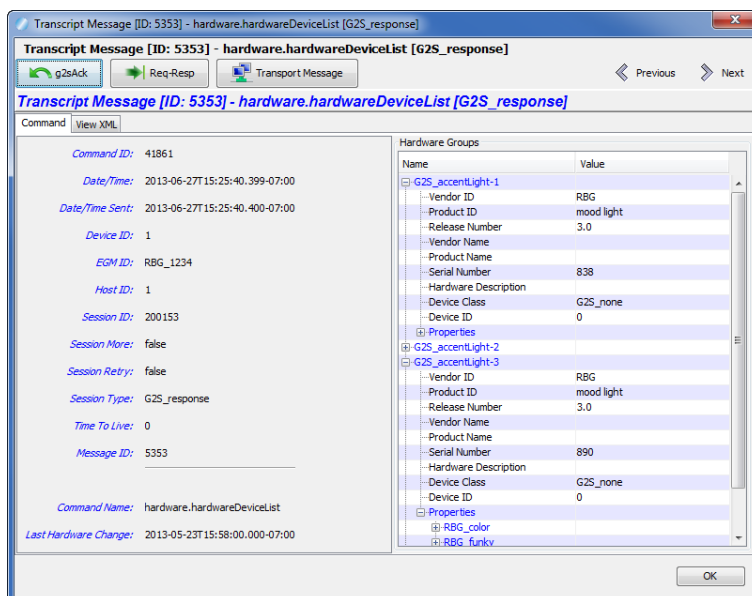 Transcript Message [ID: 5353] - hardware.hardwareDeviceList [G2S_response]
Transcript Message [ID: 5353] - hardware.hardwareDeviceList [G2S_response]
g2sAck Req-Resp Transport Message Previous Next
Transcript Message [ID: 5353] - hardware.hardwareDeviceList [G2S_response]
Command View XML
Command ID: 41861
Date/Time: 2013-06-27T15:25:40.399-07:00
Date/Time Sent: 2013-06-27T15:25:40.400-07:00
Device ID: 1
EGM ID: RBG_1234
Host ID: 1
Session ID: 200153
Session More: false
Session Retry: false
Session Type: G2S_response
Time To Live: 0
Message ID: 5353
Command Name: hardware.hardwareDeviceList
Last Hardware Change: 2013-05-23T15:58:00.000-07:00
Hardware Groups
Name Value
G2S_accentLight-1
Vendor ID RBG
Product ID mood light
Release Number 3.0
Vendor Name
Product Name
Serial Number 838
Hardware Description
Device Class G2S_none
Device ID 0
Properties
G2S_accentLight-2
G2S_accentLight-3
Vendor ID RBG
Product ID mood light
Release Number 3.0
Vendor Name
Product Name
Serial Number 890
Hardware Description
Device Class G2S_none
Device ID 0
Properties
RBG_color
RBG_funky
OK